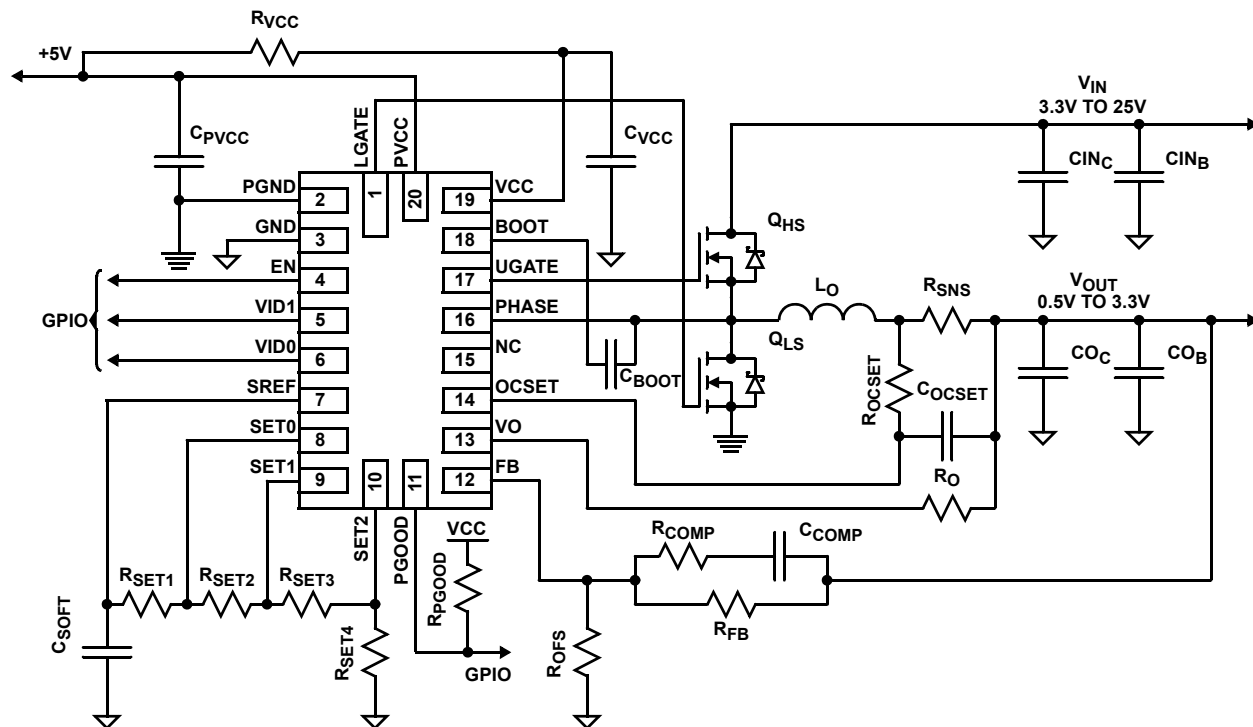 RVCC
+5V
VIN
3.3V TO 25V
CPVCC
LGATE
PVCC
CVCC
CINC
CINB
PGND
2
1
20
19
VCC
GND
3
18
BOOT
QHS
EN
4
17
UGATE
LO
RSNS
VOUT
0.5V TO 3.3V
GPIO
VID1
5
16
PHASE
QLS
VID0
6
15
NC
CBOOT
COC
COB
SREF
7
14
OCSET
ROCSET
COCSET
SET0
8
13
VO
SET1
9
10
11
12
FB
RO
SET2
PGOOD
VCC
RCOMP
CCOMP
RSET1
RSET2
RSET3
RPGOOD
RFB
CSOFT
RSET4
GPIO
ROFS